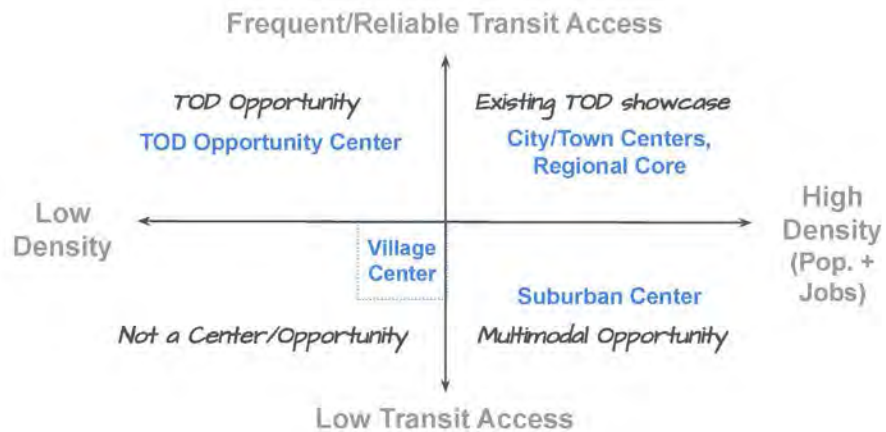 Frequent/Reliable Transit Access
TOD Opportunity
Existing TOD showcase
TOD Opportunity Center
City/Town Centers,
Regional Core
Low
Density
High
Density
(Pop. +
Jobs)
Village
Center
Suburban Center
Not a Center/Opportunity
Multimodal Opportunity
Low Transit Access